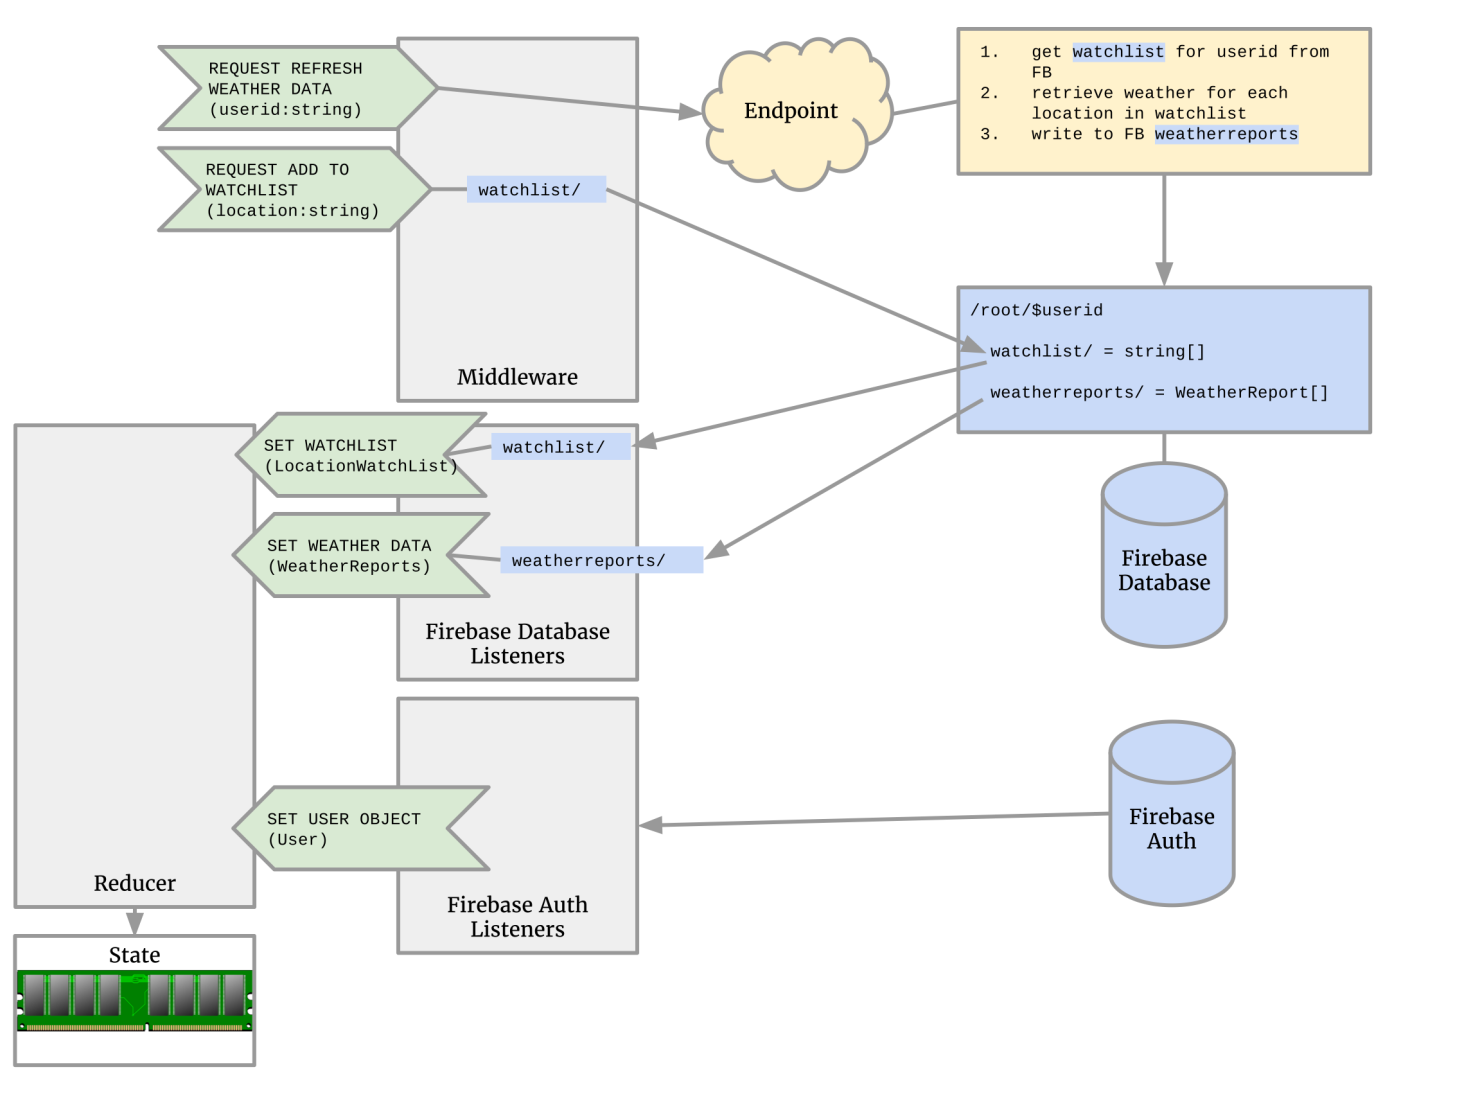 REQUEST REFRESH
WEATHER DATA
(userid:string)
REQUEST ADD TO
WATCHLIST
(location:string)
watchlist/
Middleware
Endpoint
1. get watchlist for userid from
FB
2. retrieve weather for each
location in watchlist
3. write to FB weatherreports
/root/$userid
watchlist/ = string[]
weatherreports/ = WeatherReport[]
SET WATCHLIST
(LocationWatchList)
watchlist/
SET WEATHER DATA
(WeatherReports)
weatherreports/
Firebase Database
Listeners
Firebase
Database
SET USER OBJECT
(User)
Firebase Auth
Listeners
Firebase
Auth
Reducer
State